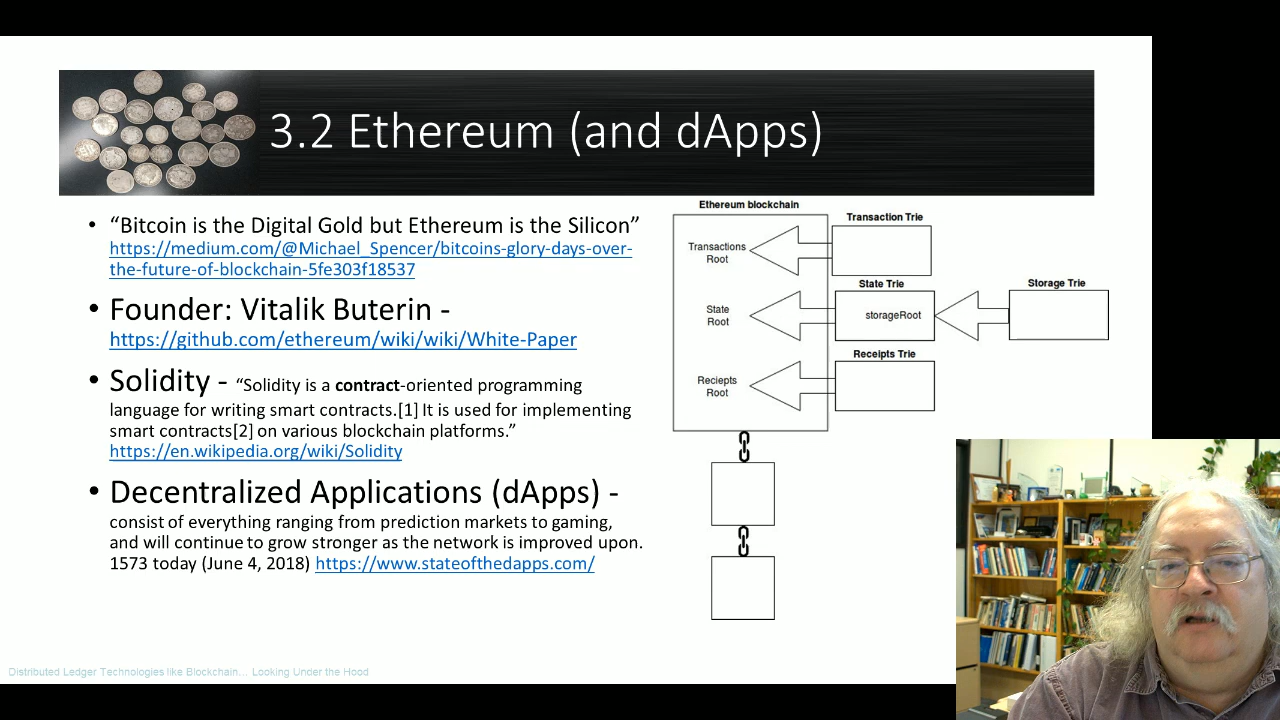 3.2 Ethereum (and dApps)
• “Bitcoin is the Digital Gold but Ethereum is the Silicon”
https://medium.com/@Michael_Spencer/bitcoins-glory-days-over-
the-future-of-blockchain-5fe303f18537
• Founder: Vitalik Buterin -
https://github.com/ethereum/wiki/wiki/White-Paper
• Solidity - “Solidity is a contract-oriented programming
language for writing smart contracts.[1] It is used for implementing
smart contracts[2] on various blockchain platforms.”
https://en.wikipedia.org/wiki/Solidity
• Decentralized Applications (dApps) -
consist of everything ranging from prediction markets to gaming,
and will continue to grow stronger as the network is improved upon.
1573 today (June 4, 2018) https://www.stateofthedapps.com/
Ethereum blockchain
Transaction Trie
Transactions
Root
State Trie
Storage Trie
State
Root
storageRoot
Receipts Trie
Reciepts
Root
Distributed Ledger Technologies like Blockchain... Looking Under the Hood